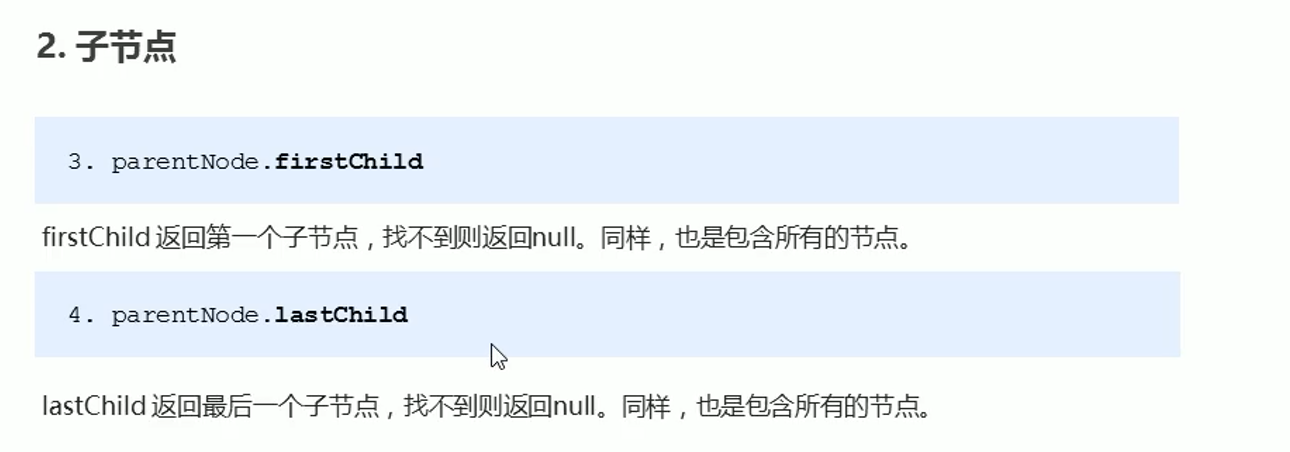 2. 子节点
3. parentNode.firstChild
firstChild 返回第一个子节点，找不到则返回null。同样，也是包含所有的节点。
4. parentNode.lastChild
lastChild 返回最后一个子节点，找不到则返回null。同样，也是包含所有的节点。